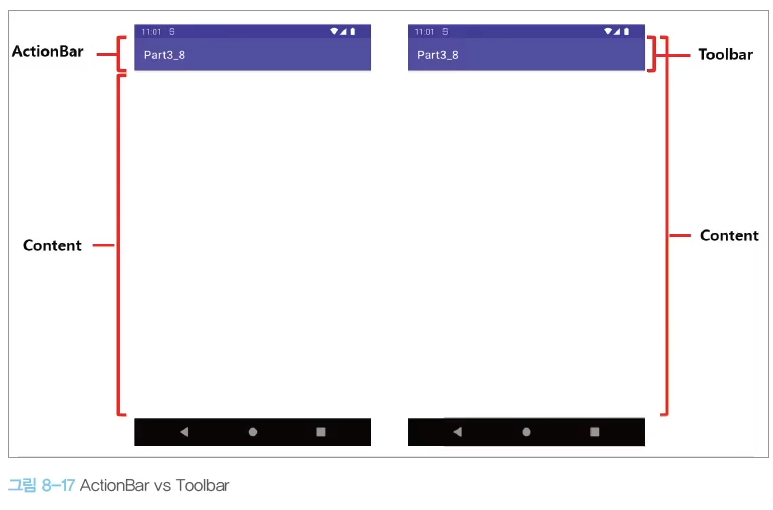 11:01
Part3_8
ActionBar
Content
11:01
Part3_8
Toolbar
Content
그림 8-17 ActionBar vs Toolbar